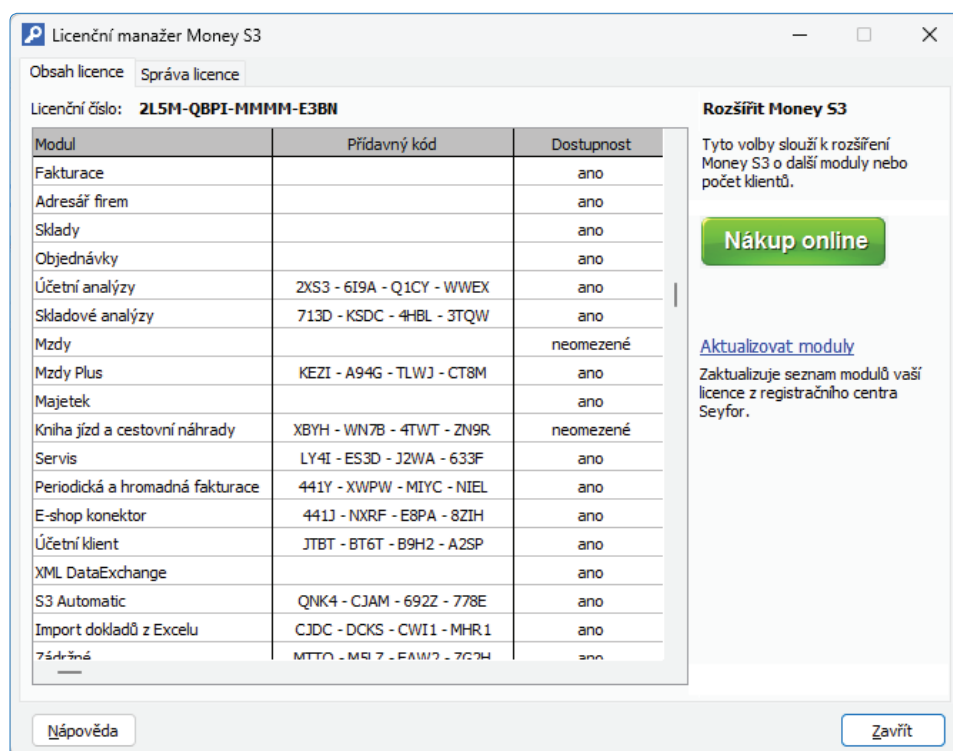 Licenční manažer Money S3
Obsah licence
Správa licence
Licenční číslo: 2L5M-QBPI-MMMM-E3BN
Modul Přídavný kód Dostupnost
Fakturace ano
Adresář firem ano
Sklady ano
Objednávky ano
Účetní analýzy 2XS3 - 6I9A - Q1CY - WWEX ano
Skladové analýzy 713D - KSDC - 4HBL - 3TQW ano
Mzdy neomezené
Mzdy Plus KEZI - A94G - TLWJ - CT8M ano
Majetek ano
Kniha jízd a cestovní náhrady XBYH - WN7B - 4TWT - ZN9R neomezené
Servis LY4I - ES3D - J2WA - 633F ano
Periodická a hromadná fakturace 441Y - XWPW - MIYC - NIEL ano
E-shop konektor 441J - NXRF - E8PA - 8ZIH ano
Účetní klient JTBT - BT6T - B9H2 - A2SP ano
XML DataExchange ano
S3 Automatic QNK4 - CJAM - 692Z - 778E ano
Import dokladů z Excelu CJDC - DCKS - CWI1 - MHR1 ano
Zádržné ano
Rozšířit Money S3
Tyto volby slouží k rozšíření
Money S3 o další moduly nebo
počet klientů.
Nákup online
Aktualizovat moduly
Zaktualizuje seznam modulů vaší
licence z registračního centra
Seyfor.
Nápověda
Zavřít